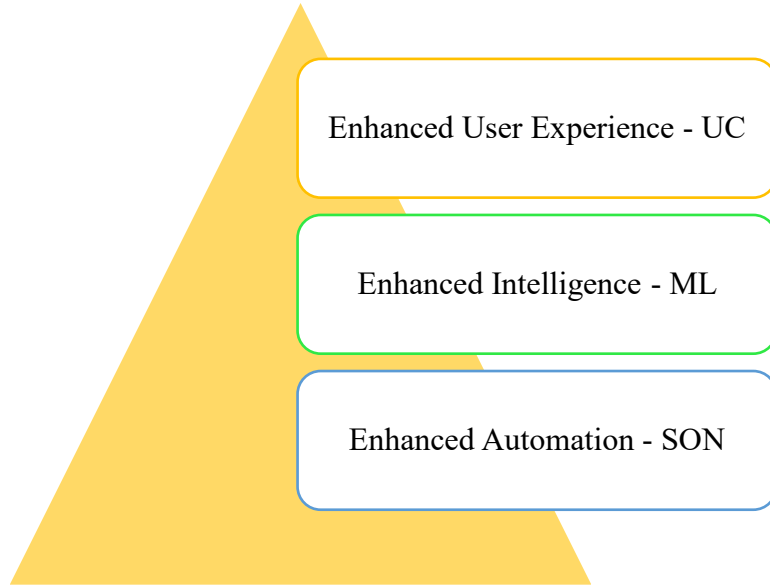 Enhanced User Experience - UC
Enhanced Intelligence - ML
Enhanced Automation - SON